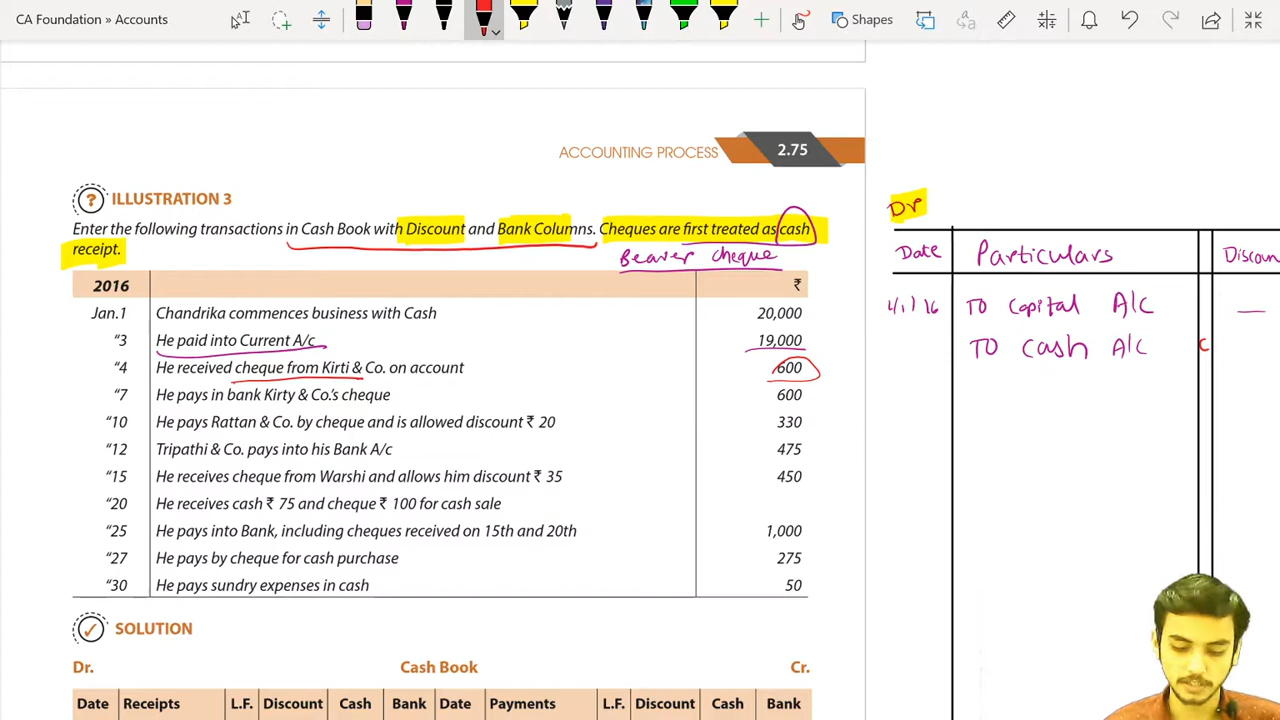 CA Foundation » Accounts
Shapes
ACCOUNTING PROCESS 2.75
ILLUSTRATION 3
Enter the following transactions in Cash Book with Discount and Bank Columns. Cheques are first treated as cash
receipt.
Bearer cheque
2016 ₹
Jan.1 Chandrika commences business with Cash 20,000
“3 He paid into Current A/c 19,000
“4 He received cheque from Kirti & Co. on account 600
“7 He pays in bank Kirty & Co.’s cheque 600
“10 He pays Rattan & Co. by cheque and is allowed discount ₹ 20 330
“12 Tripathi & Co. pays into his Bank A/c 475
“15 He receives cheque from Warshi and allows him discount ₹ 35 450
“20 He receives cash ₹ 75 and cheque ₹ 100 for cash sale
“25 He pays into Bank, including cheques received on 15th and 20th 1,000
“27 He pays by cheque for cash purchase 275
“30 He pays sundry expenses in cash 50
SOLUTION
Dr. Cash Book Cr.
Date Receipts L.F. Discount Cash Bank Date Payments L.F. Discount Cash Bank
Dr
Date Particulars Discoun
1/1/16 To Capital A/c —
To cash A/c C